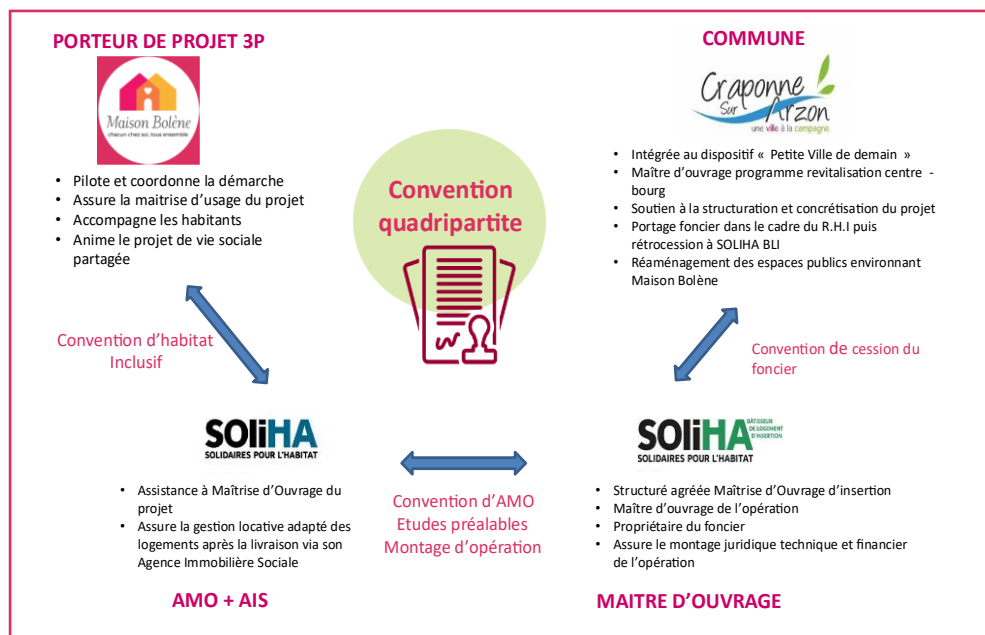 PORTEUR DE PROJET 3P
Maison Bolène
chacun chez soi, tous ensemble
• Pilote et coordonne la démarche
• Assure la maitrise d'usage du projet
• Accompagne les habitants
• Anime le projet de vie sociale
partagée
COMMUNE
Craponne
Sur Arzon
une ville à la campagne
• Intégrée au dispositif « Petite Ville de demain »
• Maître d'ouvrage programme revitalisation centre -
bourg
• Soutien à la structuration et concrétisation du projet
• Portage foncier dans le cadre du R.H.I puis
rétrocession à SOLIHA BLI
• Réaménagement des espaces publics environnant
Maison Bolène
Convention
quadripartite
Convention d'habitat
Inclusif
Convention de cession du
foncier
SOliHA
SOLIDAIRES POUR L'HABITAT
• Assistance à Maîtrise d'Ouvrage du
projet
• Assure la gestion locative adapté des
logements après la livraison via son
Agence Immobilière Sociale
AMO + AIS
Convention d'AMO
Etudes préalables
Montage d'opération
SOliHA
BÂTISSEUR
DE LOGEMENT
D'INSERTION
SOLIDAIRES POUR L'HABITAT
• Structuré agréée Maîtrise d'Ouvrage d'insertion
• Maître d'ouvrage de l'opération
• Propriétaire du foncier
• Assure le montage juridique technique et financier
de l'opération
MAITRE D'OUVRAGE